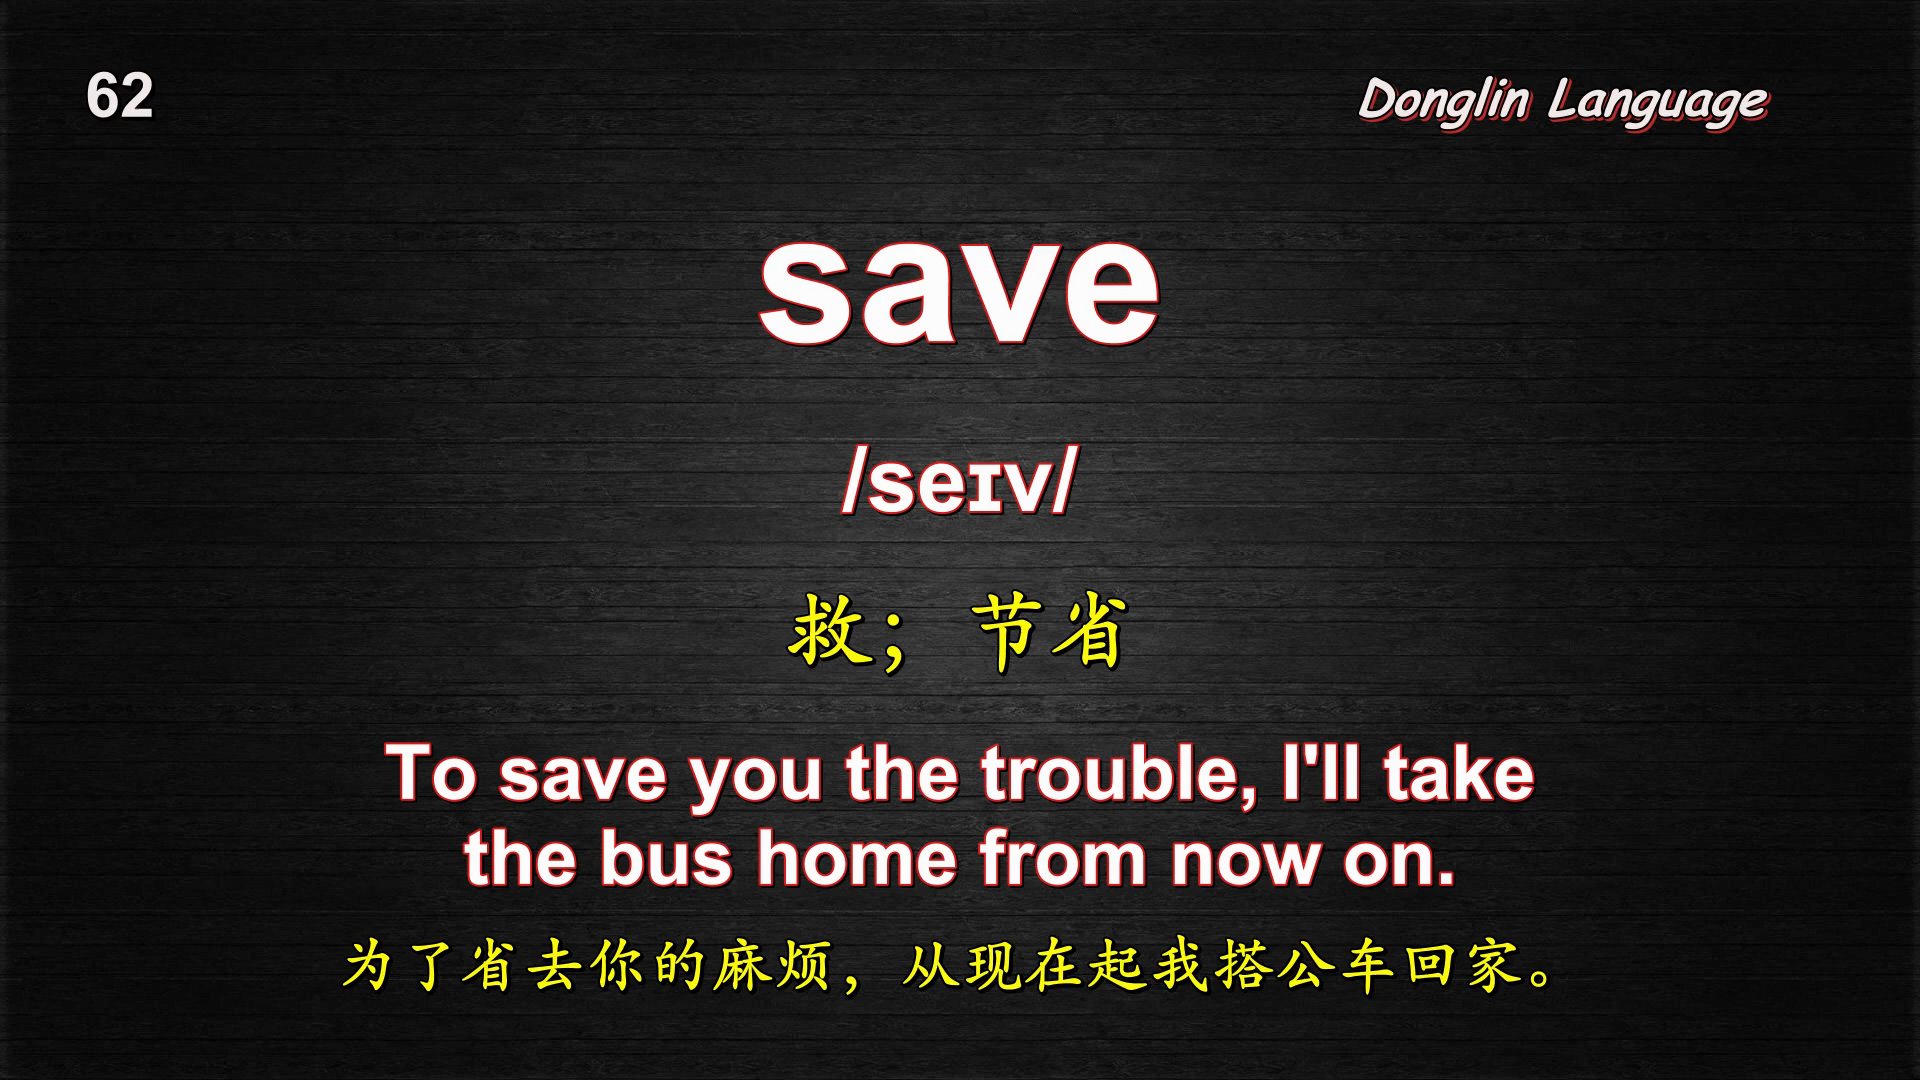 62
Donglin Language
save
/seɪv/
救；节省
To save you the trouble, I'll take
the bus home from now on.
为了省去你的麻烦，从现在起我搭公车回家。